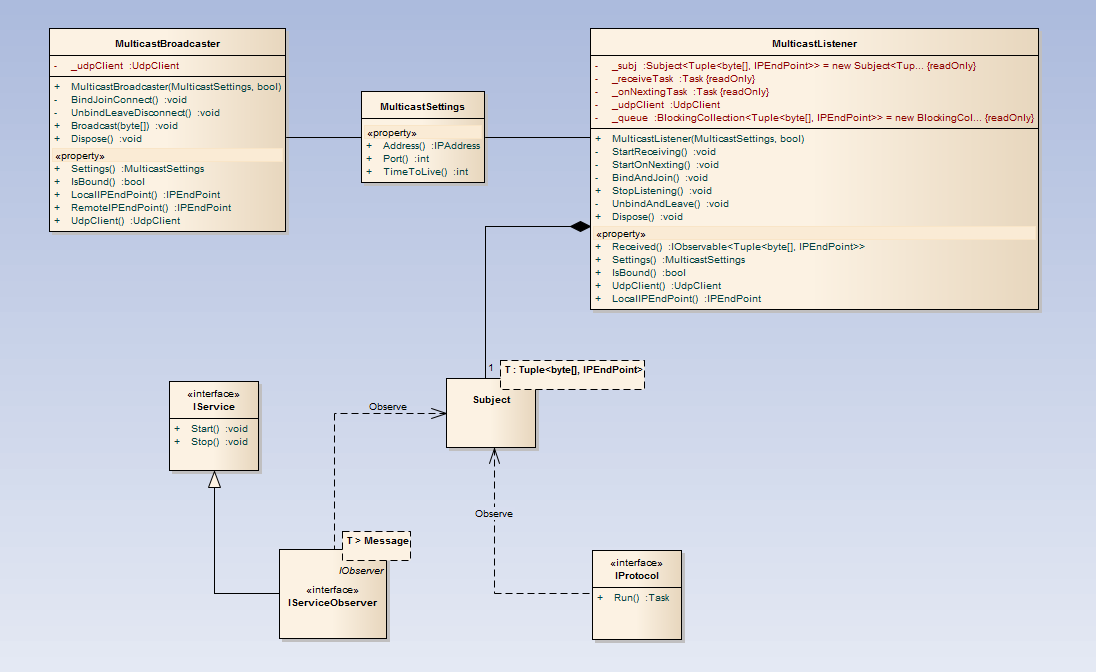 MulticastBroadcaster
- _udpClient :UdpClient
+ MulticastBroadcaster(MulticastSettings, bool)
- BindJoinConnect() :void
- UnbindLeaveDisconnect() :void
+ Broadcast(byte[]) :void
+ Dispose() :void
«property»
+ Settings() :MulticastSettings
+ IsBound() :bool
+ LocalIPEndPoint() :IPEndPoint
+ RemoteIPEndPoint() :IPEndPoint
+ UdpClient() :UdpClient
MulticastSettings
«property»
+ Address() :IPAddress
+ Port() :int
+ TimeToLive() :int
MulticastListener
- _subj :Subject<Tuple<byte[], IPEndPoint>> = new Subject<Tup... {readOnly}
- _receiveTask :Task {readOnly}
- _onNextingTask :Task {readOnly}
- _udpClient :UdpClient
- _queue :BlockingCollection<Tuple<byte[], IPEndPoint>> = new BlockingCol... {readOnly}
+ MulticastListener(MulticastSettings, bool)
- StartReceiving() :void
- StartOnNexting() :void
- BindAndJoin() :void
+ StopListening() :void
- UnbindAndLeave() :void
+ Dispose() :void
«property»
+ Received() :IObservable<Tuple<byte[], IPEndPoint>>
+ Settings() :MulticastSettings
+ IsBound() :bool
+ UdpClient() :UdpClient
+ LocalIPEndPoint() :IPEndPoint
1
T : Tuple<byte[], IPEndPoint>
Subject
«interface»
IService
+ Start() :void
+ Stop() :void
Observe
Observe
T > Message
IObserver
«interface»
IServiceObserver
«interface»
IProtocol
+ Run() :Task